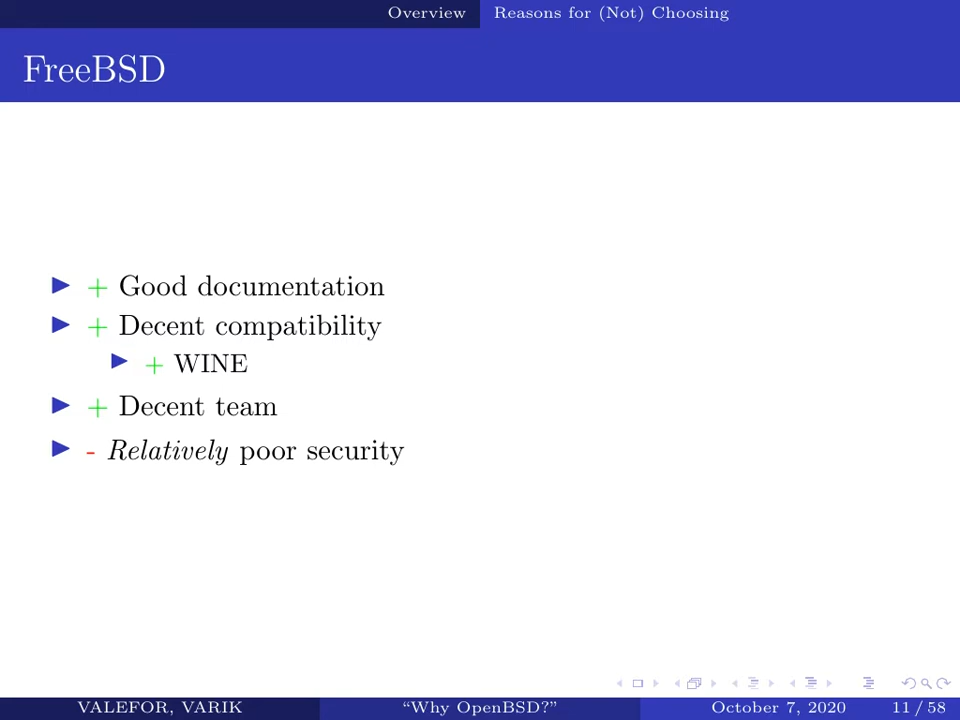 Overview
Reasons for (Not) Choosing
FreeBSD
+ Good documentation
+ Decent compatibility
+ WINE
+ Decent team
- Relatively poor security
VALEFOR, VARIK
“Why OpenBSD?”
October 7, 2020
11 / 58